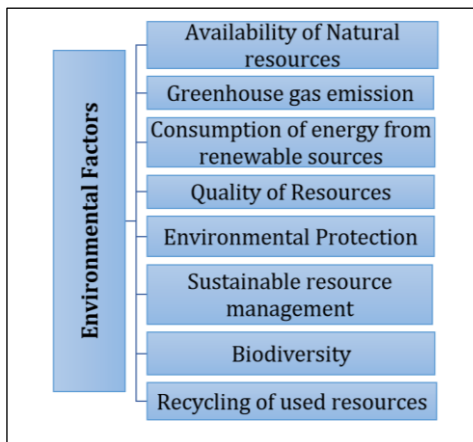 Environmental Factors
Availability of Natural
resources
Greenhouse gas emission
Consumption of energy from
renewable sources
Quality of Resources
Environmental Protection
Sustainable resource
management
Biodiversity
Recycling of used resources